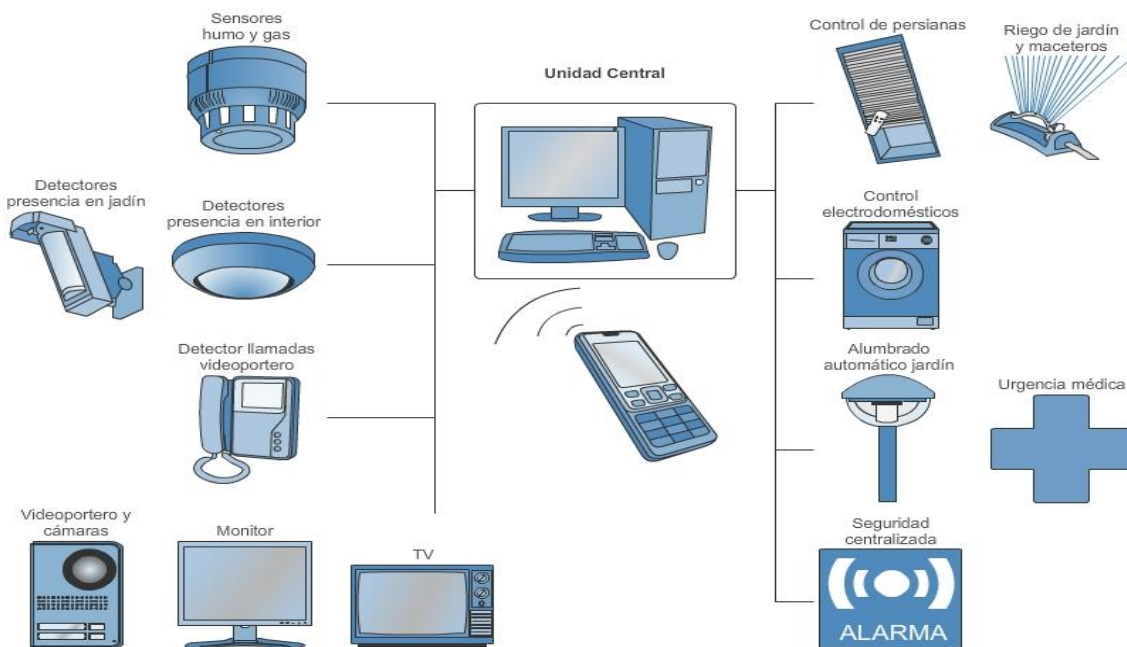 Sensores
humo y gas
Unidad Central
Control de persianas
Riego de jardín
y maceteros
Detectores
presencia en jadín
Detectores
presencia en interior
Control
electrodomésticos
Detector llamadas
videoportero
Alumbrado
automático jardín
Urgencia médica
Videoportero y
cámaras
Monitor
TV
Seguridad
centralizada
ALARMA